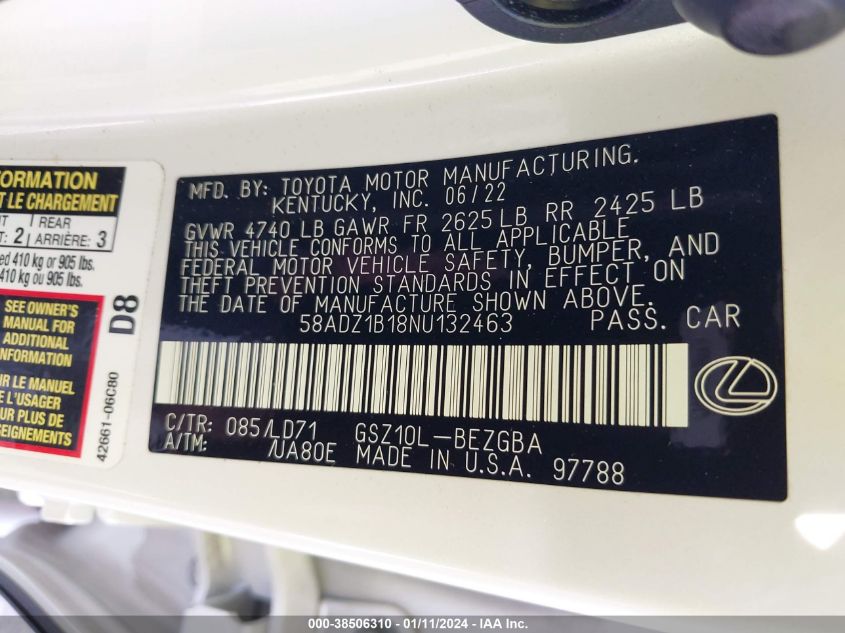 FORMATION
T LE CHARGEMENT
T
: 2
REAR
ARRIÈRE: 3
ed 410 kg or 905 lbs.
410 kg ou 905 lbs.
SEE OWNER'S
MANUAL FOR
ADDITIONAL
INFORMATION
R LE MANUEL
L'USAGER
UR PLUS DE
SEIGNEMENTS
D8
42661-06C80
MFD. BY: TOYOTA MOTOR MANUFACTURING.
KENTUCKY, INC. 06/22
GVWR 4740 LB GAWR FR 2625 LB RR 2425 LB
THIS VEHICLE CONFORMS TO ALL APPLICABLE
FEDERAL MOTOR VEHICLE SAFETY, BUMPER, AND
THEFT PREVENTION STANDARDS IN EFFECT ON
THE DATE OF MANUFACTURE SHOWN ABOVE.
58ADZ1B18NU132463 PASS. CAR
C/TR: 085/LD71 GSZ10L-BEZGBA
A/TM: /UA80E MADE IN U.S.A. 97788
000-38506310 - 01/11/2024 - IAA Inc.